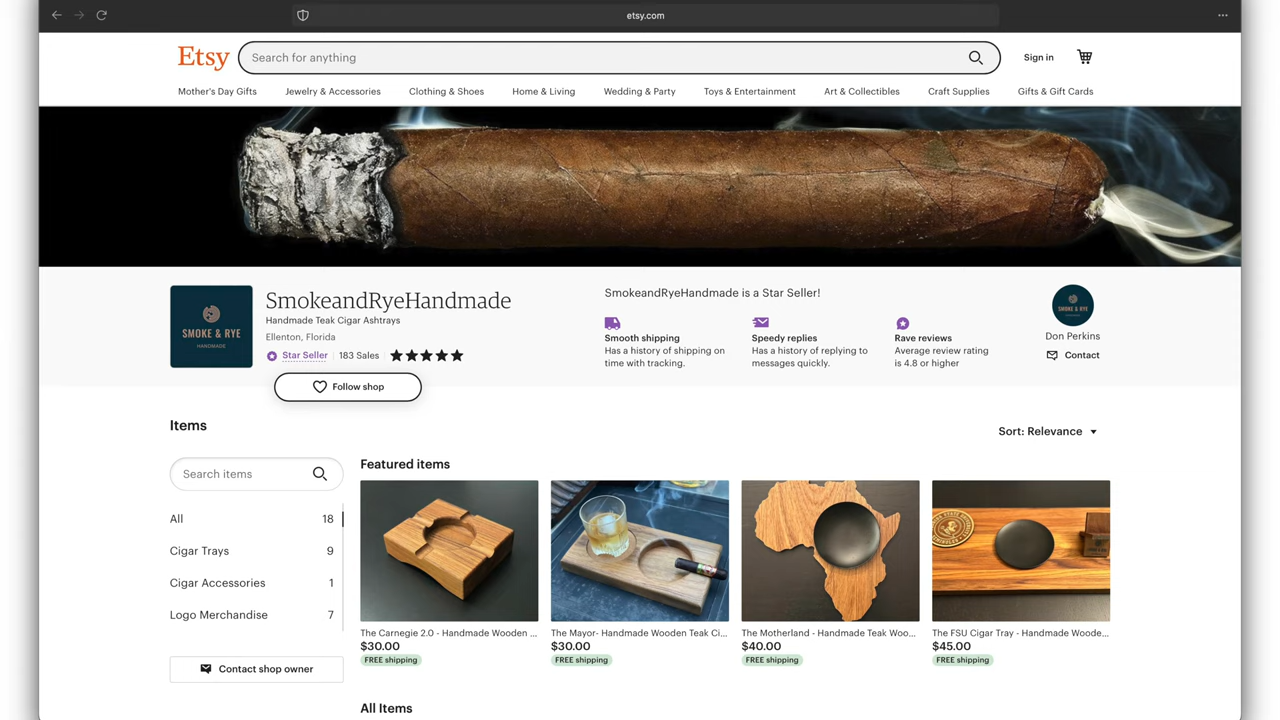 etsy.com
Etsy
Search for anything
Sign in
Mother's Day Gifts
Jewelry & Accessories
Clothing & Shoes
Home & Living
Wedding & Party
Toys & Entertainment
Art & Collectibles
Craft Supplies
Gifts & Gift Cards
SMOKE & RYE
HANDMADE
SmokeandRyeHandmade
Handmade Teak Cigar Ashtrays
Ellenton, Florida
Star Seller
183 Sales
Follow shop
SmokeandRyeHandmade is a Star Seller!
Smooth shipping
Has a history of shipping on
time with tracking.
Speedy replies
Has a history of replying to
messages quickly.
Rave reviews
Average review rating
is 4.8 or higher
SMOKE & RYE
Don Perkins
Contact
Items
Sort: Relevance
Search items
All 18
Cigar Trays 9
Cigar Accessories 1
Logo Merchandise 7
Contact shop owner
Featured items
The Carnegie 2.0 - Handmade Wooden ...
$30.00
FREE shipping
The Mayor- Handmade Wooden Teak Ci...
$30.00
FREE shipping
The Motherland - Handmade Teak Woo...
$40.00
FREE shipping
The FSU Cigar Tray - Handmade Woode...
$45.00
FREE shipping
All Items